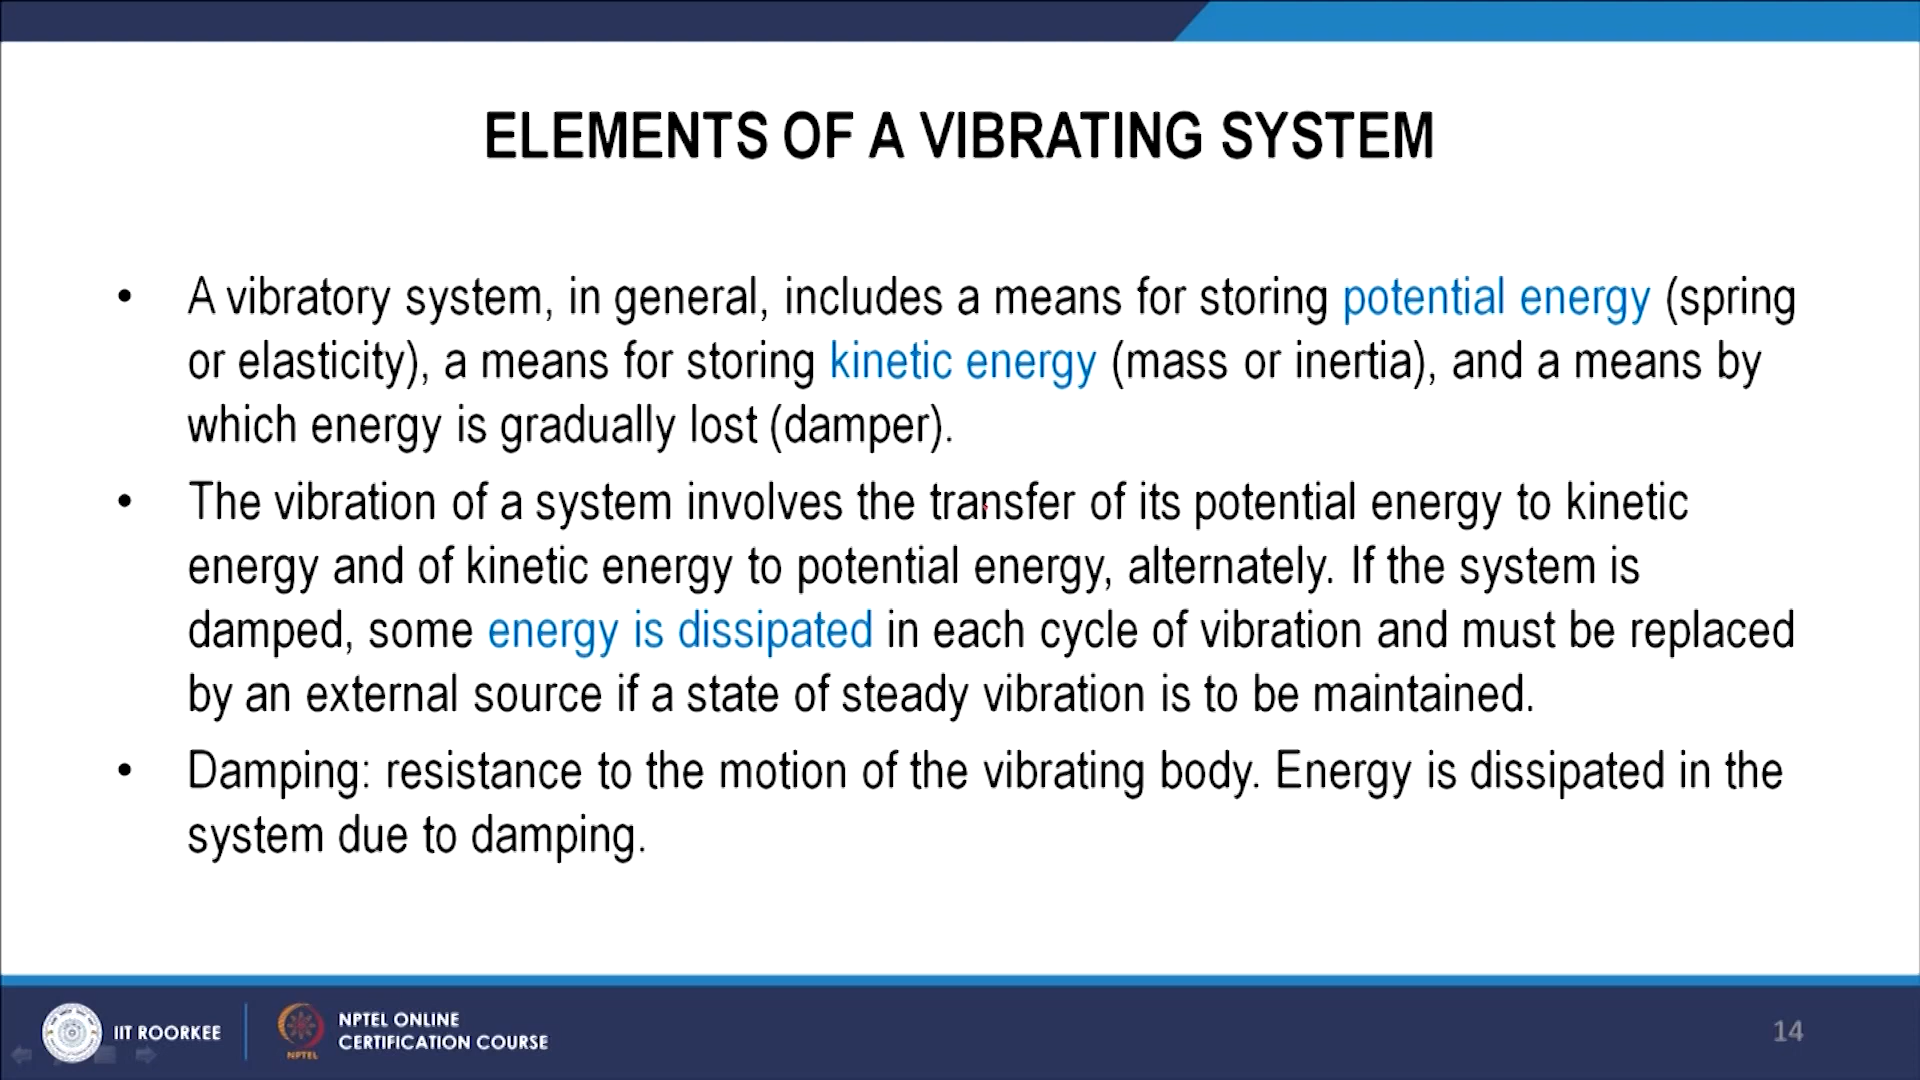 ELEMENTS OF A VIBRATING SYSTEM
• A vibratory system, in general, includes a means for storing potential energy (spring
or elasticity), a means for storing kinetic energy (mass or inertia), and a means by
which energy is gradually lost (damper).
• The vibration of a system involves the transfer of its potential energy to kinetic
energy and of kinetic energy to potential energy, alternately. If the system is
damped, some energy is dissipated in each cycle of vibration and must be replaced
by an external source if a state of steady vibration is to be maintained.
• Damping: resistance to the motion of the vibrating body. Energy is dissipated in the
system due to damping.
IIT ROORKEE
NPTEL
NPTEL ONLINE
CERTIFICATION COURSE
14